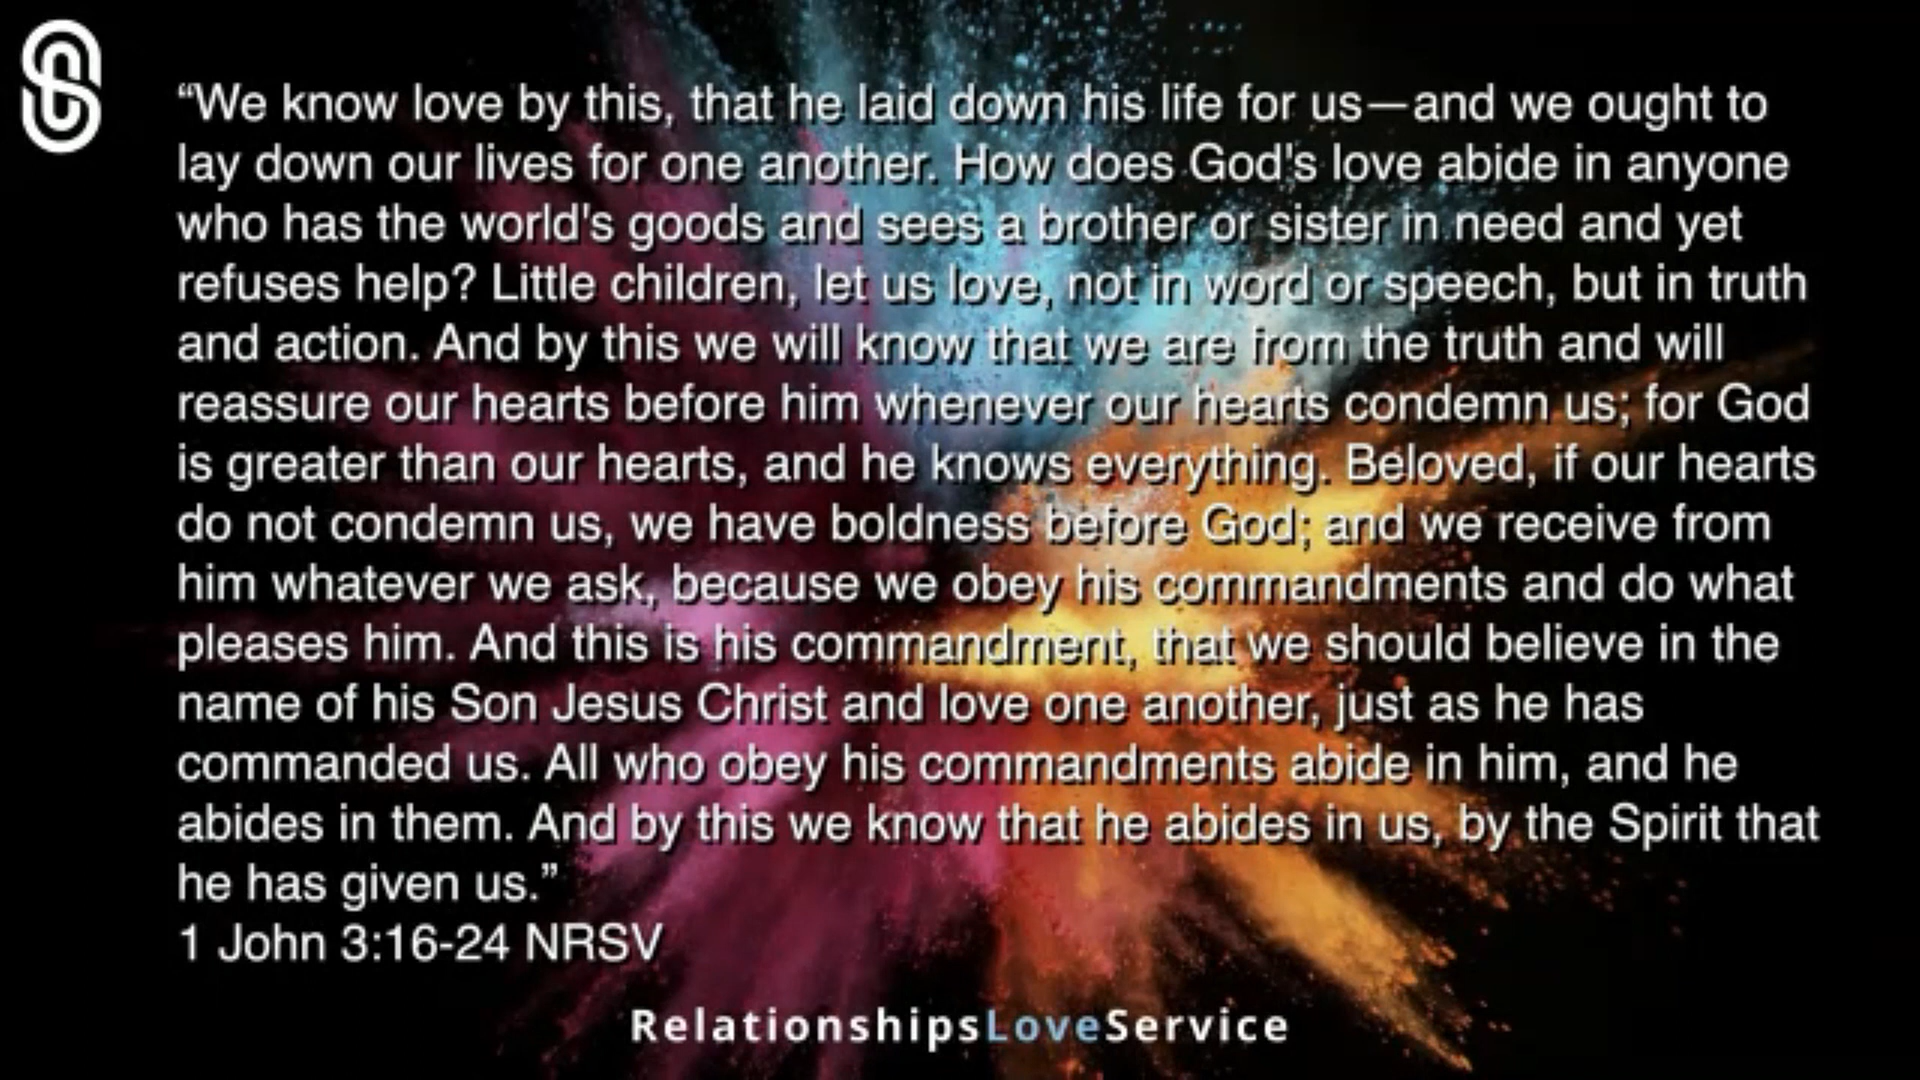 “We know love by this, that he laid down his life for us—and we ought to
lay down our lives for one another. How does God's love abide in anyone
who has the world's goods and sees a brother or sister in need and yet
refuses help? Little children, let us love, not in word or speech, but in truth
and action. And by this we will know that we are from the truth and will
reassure our hearts before him whenever our hearts condemn us; for God
is greater than our hearts, and he knows everything. Beloved, if our hearts
do not condemn us, we have boldness before God; and we receive from
him whatever we ask, because we obey his commandments and do what
pleases him. And this is his commandment, that we should believe in the
name of his Son Jesus Christ and love one another, just as he has
commanded us. All who obey his commandments abide in him, and he
abides in them. And by this we know that he abides in us, by the Spirit that
he has given us.”
1 John 3:16-24 NRSV
RelationshipsLoveService